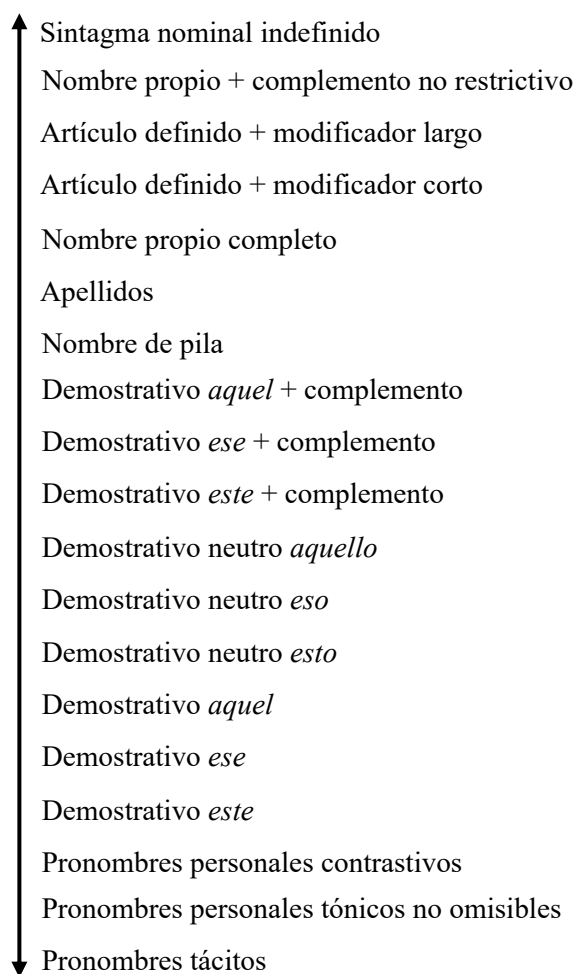 Sintagma nominal indefinido
Nombre propio + complemento no restrictivo
Artículo definido + modificador largo
Artículo definido + modificador corto
Nombre propio completo
Apellidos
Nombre de pila
Demostrativo aquel + complemento
Demostrativo ese + complemento
Demostrativo este + complemento
Demostrativo neutro aquello
Demostrativo neutro eso
Demostrativo neutro esto
Demostrativo aquel
Demostrativo ese
Demostrativo este
Pronombres personales contrastivos
Pronombres personales tónicos no omisibles
Pronombres tácitos